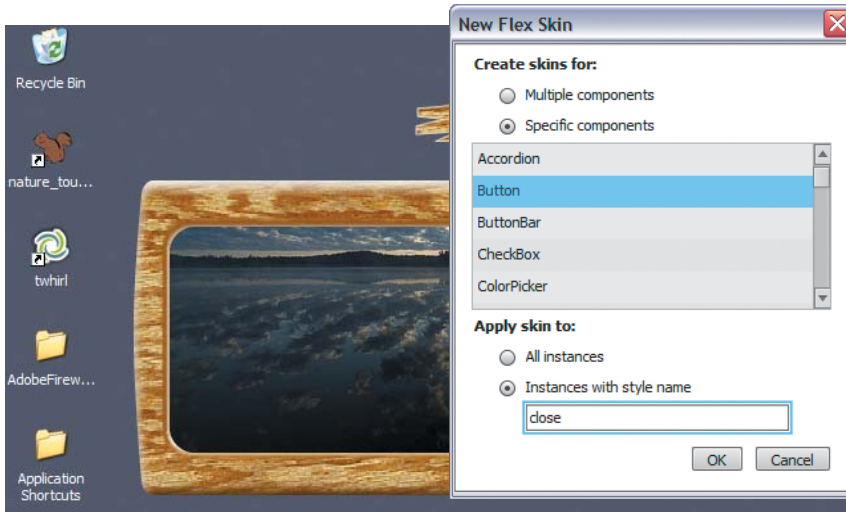 Recycle Bin
nature_tou...
twhirl
AdobeFirew...
Application
Shortcuts
New Flex Skin
Create skins for:
Multiple components
Specific components
Accordion
Button
ButtonBar
CheckBox
ColorPicker
Apply skin to:
All instances
Instances with style name
close
OK
Cancel